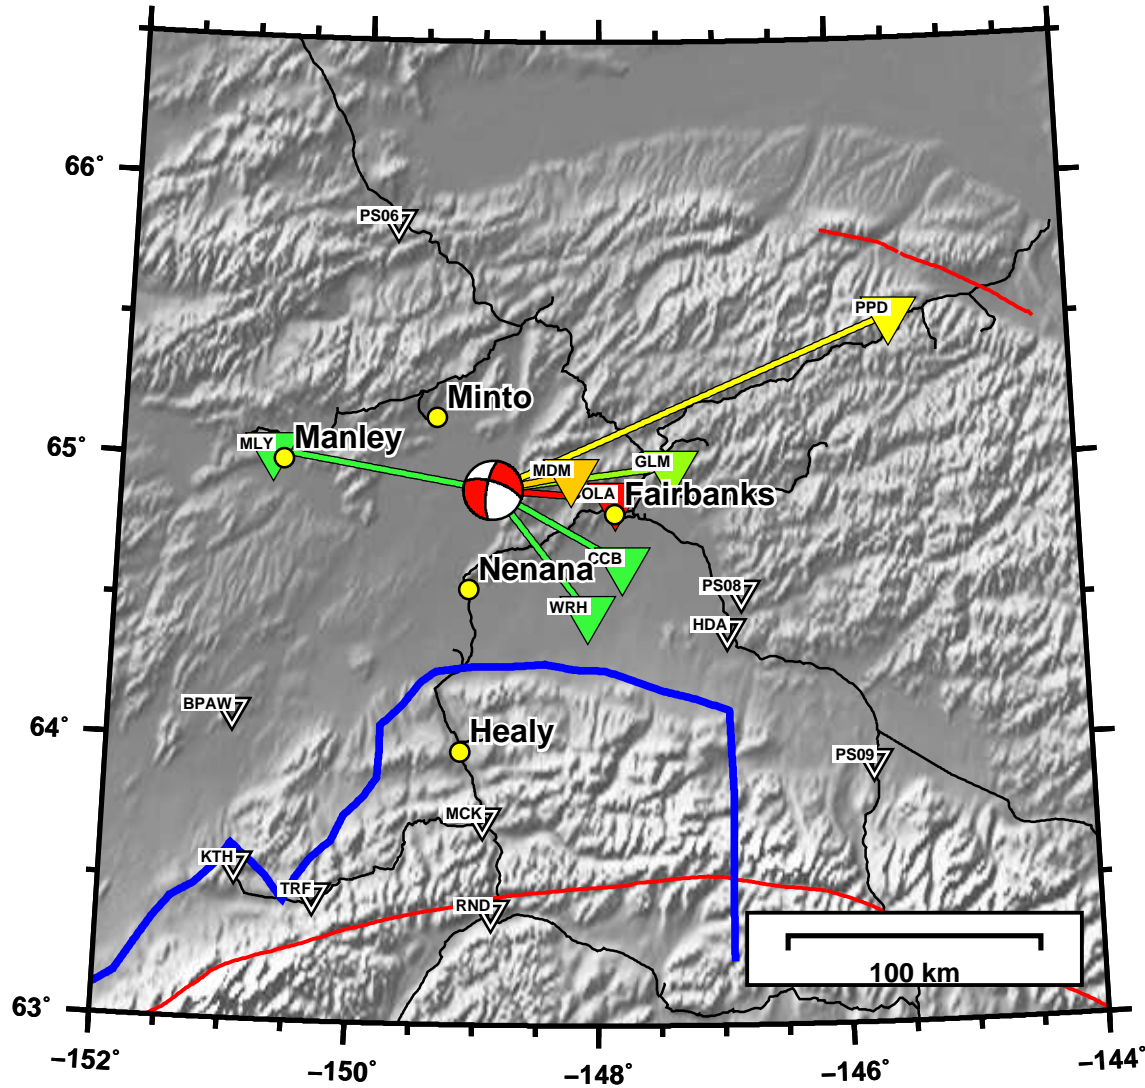 66˚
PS06
PPD
Minto
65˚
MLY
Manley
MDM
GLM
OLA
Fairbanks
CCB
Nenana
PS08
WRH
HDA
BPAW
64˚
Healy
PS09
MCK
KTH
TRF
RND
100 km
63˚
−152˚
−150˚
−148˚
−146˚
−144˚